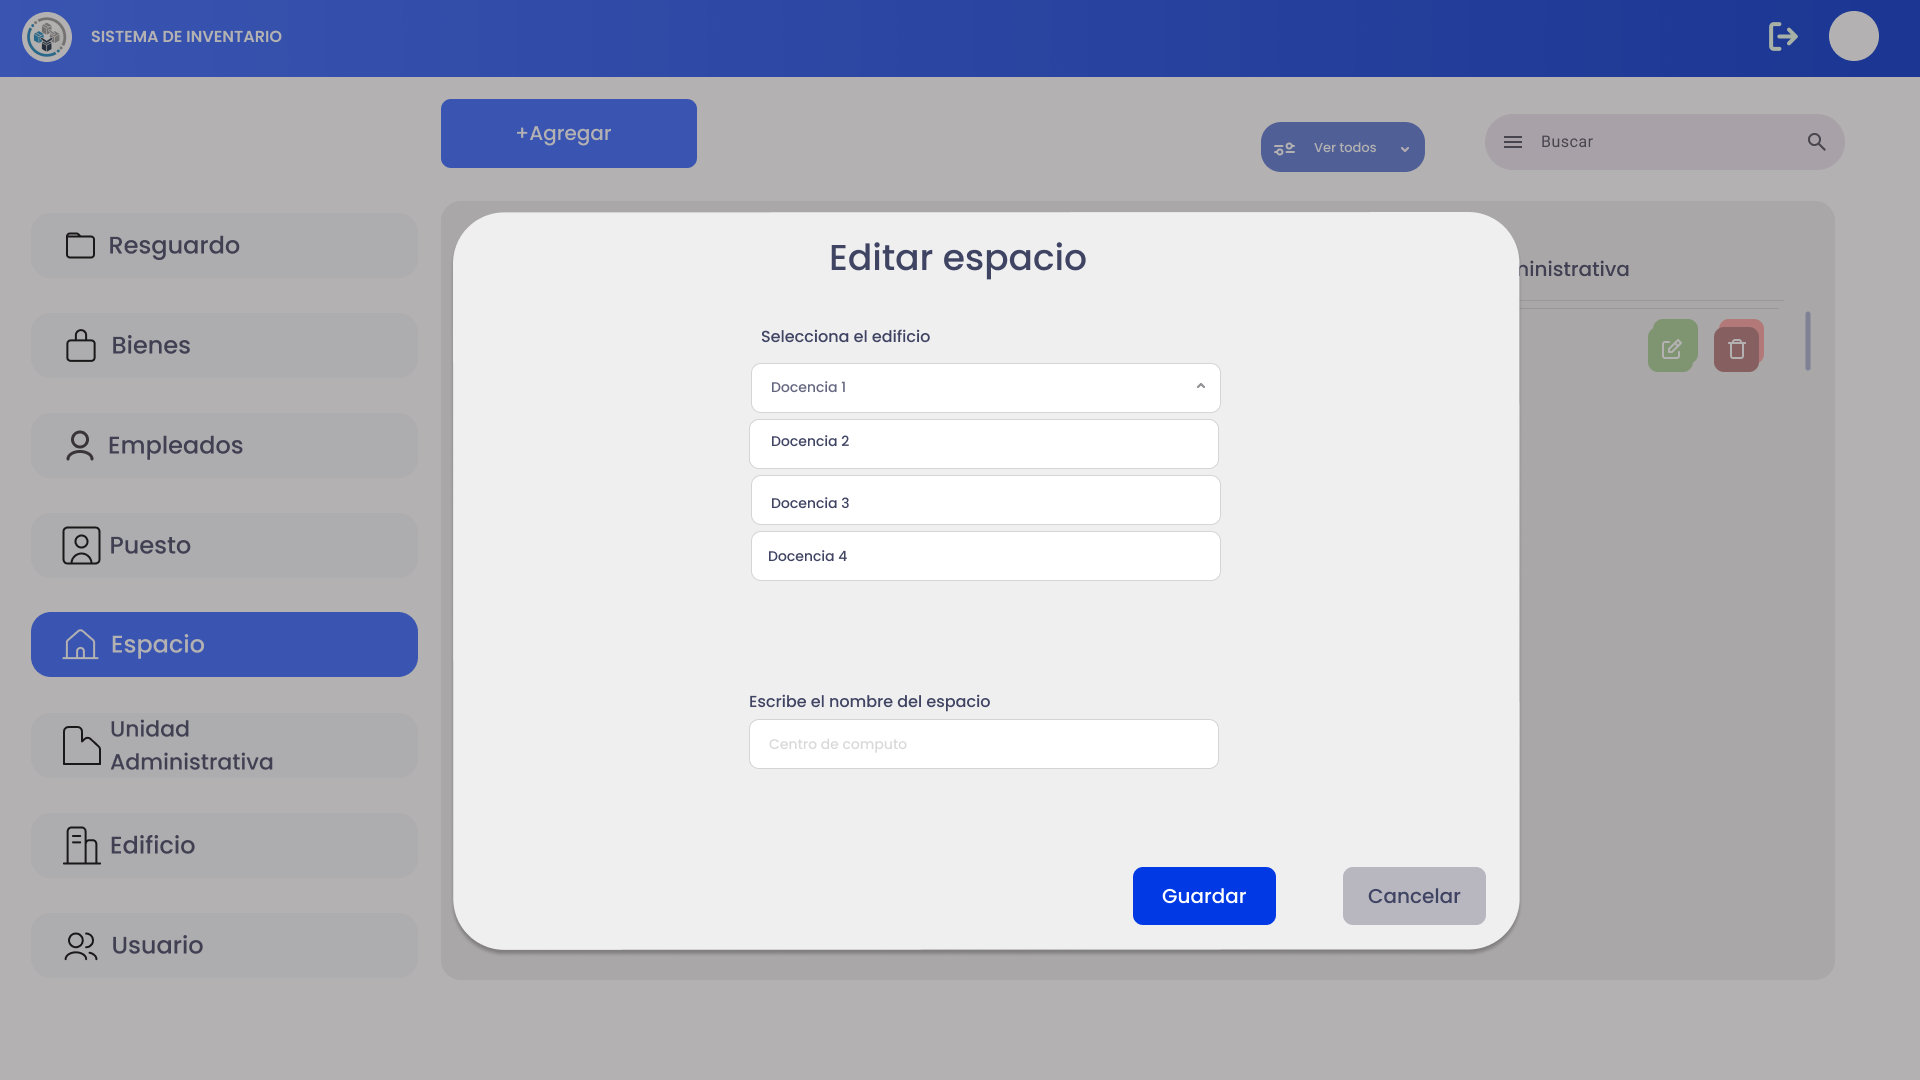 SISTEMA DE INVENTARIO
+Agregar
Ver todos
Buscar
Resguardo
Bienes
Empleados
Puesto
Espacio
Unidad
Administrativa
Edificio
Usuario
ministrativa
Editar espacio
Selecciona el edificio
Docencia 1
Docencia 2
Docencia 3
Docencia 4
Escribe el nombre del espacio
Centro de computo
Guardar
Cancelar